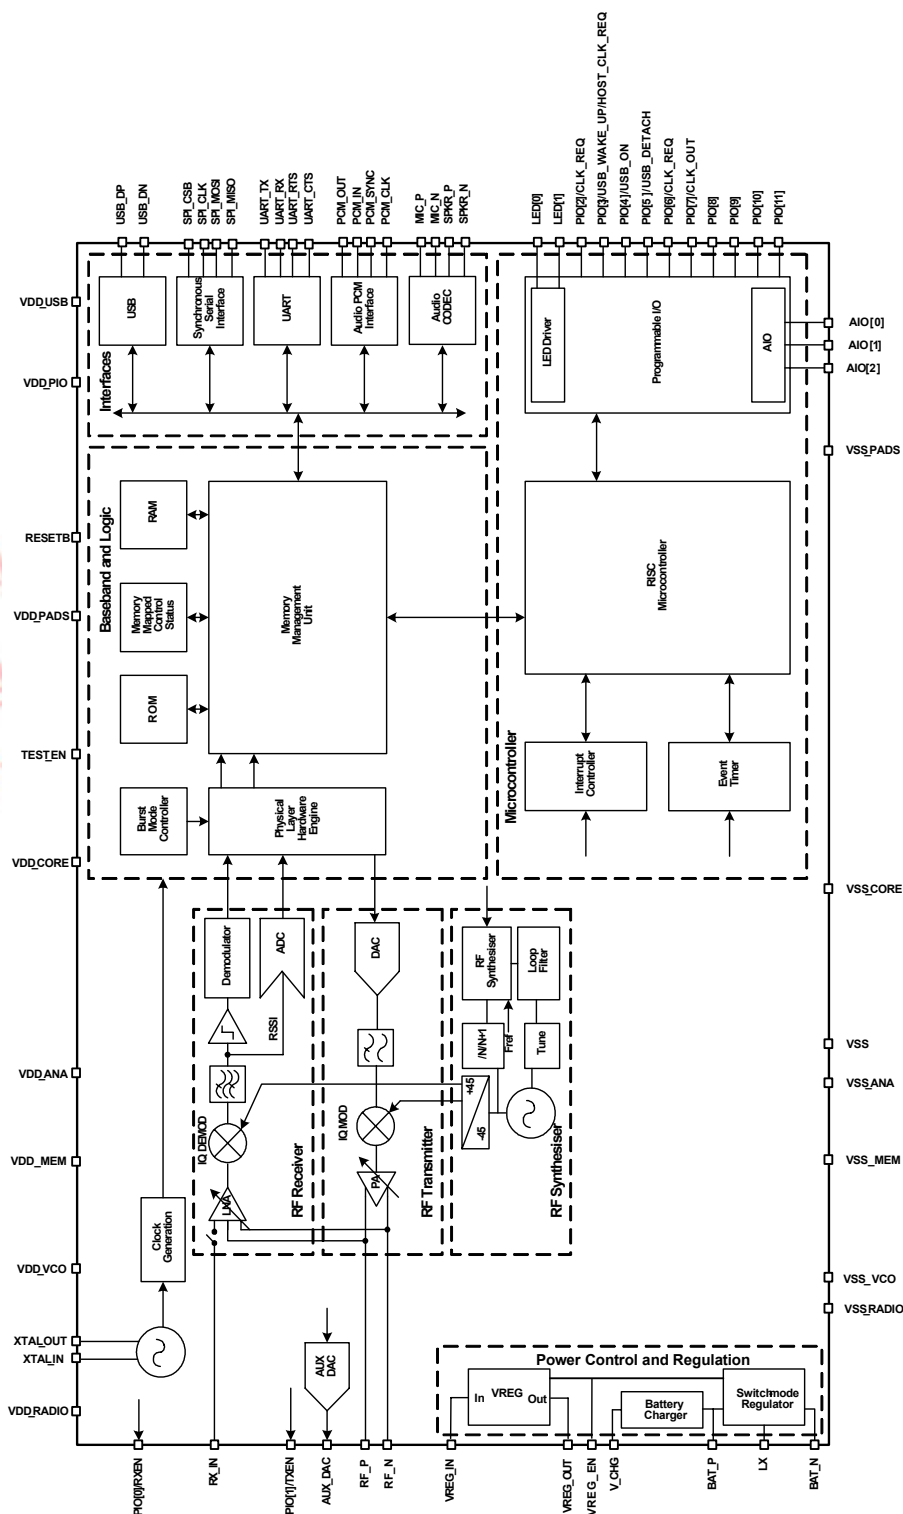 USB_DP
USB_DN
SPI_CSB
SPI_CLK
SPI_MOSI
SPI_MISO
UART_TX
UART_RX
UART_RTS
UART_CTS
PCM_OUT
PCM_IN
PCM_SYNC
PCM_CLK
MIC_P
MIC_N
SPKR_P
SPKR_N
LED[0]
LED[1]
PIO[2]/CLK_REQ
PIO[3]/USB_WAKE_UP/HOST_CLK_REQ
PIO[4]/USB_ON
PIO[5]/USB_DETACH
PIO[6]/CLK_REQ
PIO[7]/CLK_OUT
PIO[8]
PIO[9]
PIO[10]
PIO[11]
VDD_USB
VDD_PIO
RESETB
VDD_PADS
TEST_EN
VDD_CORE
VDD_ANA
VDD_MEM
VDD_VCO
XTAL_OUT
XTAL_IN
VDD_RADIO
Interfaces
USB
Synchronous
Serial
Interface
UART
Audio PCM
Interface
Audio
CODEC
Baseband and Logic
RAM
Memory
Mapped
Control
Status
ROM
Memory
Management
Unit
Burst
Mode
Controller
Physical
Layer
Hardware
Engine
Microcontroller
LED Driver
Programmable I/O
AIO
RISC
Microcontroller
Interrupt
Controller
Event
Timer
AIO[0]
AIO[1]
AIO[2]
VSS_PADS
VSS_CORE
VSS
VSS_ANA
VSS_MEM
VSS_VCO
VSS_RADIO
Demodulator
ADC
RSSI
IQ DEMOD
LNA
RF Receiver
DAC
IQ MOD
PA
RF Transmitter
RF
Synthesiser
Loop
Filter
/N/N+1
Fref
Tune
+45
-45
RF Synthesiser
Clock
Generation
AUX
DAC
Power Control and Regulation
In
VREG
Out
Battery
Charger
Switchmode
Regulator
PIO[0]/RXEN
RX_IN
PIO[1]/TXEN
AUX_DAC
RF_P
RF_N
VREG_IN
VREG_OUT
VREG_EN
V_CHG
BAT_P
LX
BAT_N